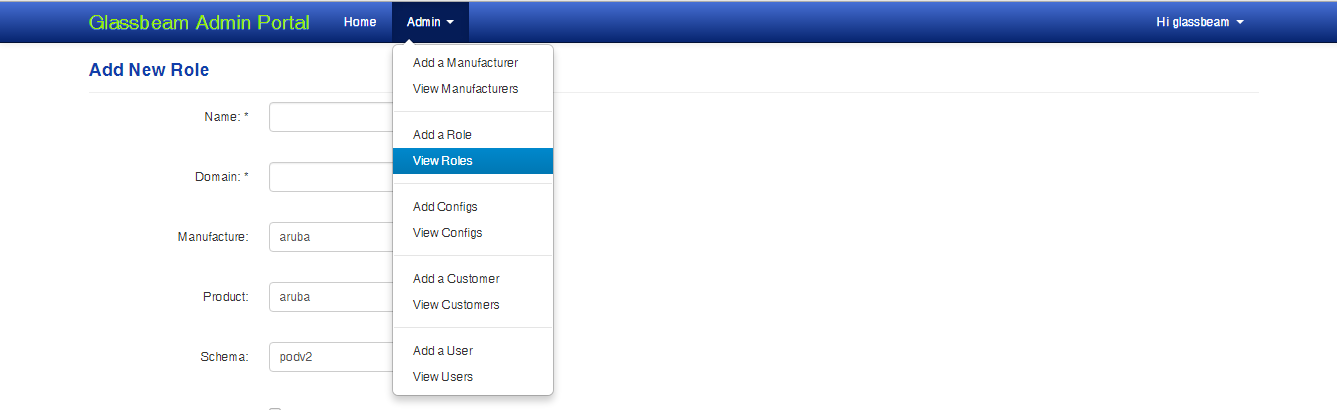 Glassbeam Admin Portal Home Admin Hi glassbeam
Add New Role
Name: *
Domain: *
Manufacture: aruba
Product: aruba
Schema: podv2
Add a Manufacturer
View Manufacturers
Add a Role
View Roles
Add Configs
View Configs
Add a Customer
View Customers
Add a User
View Users